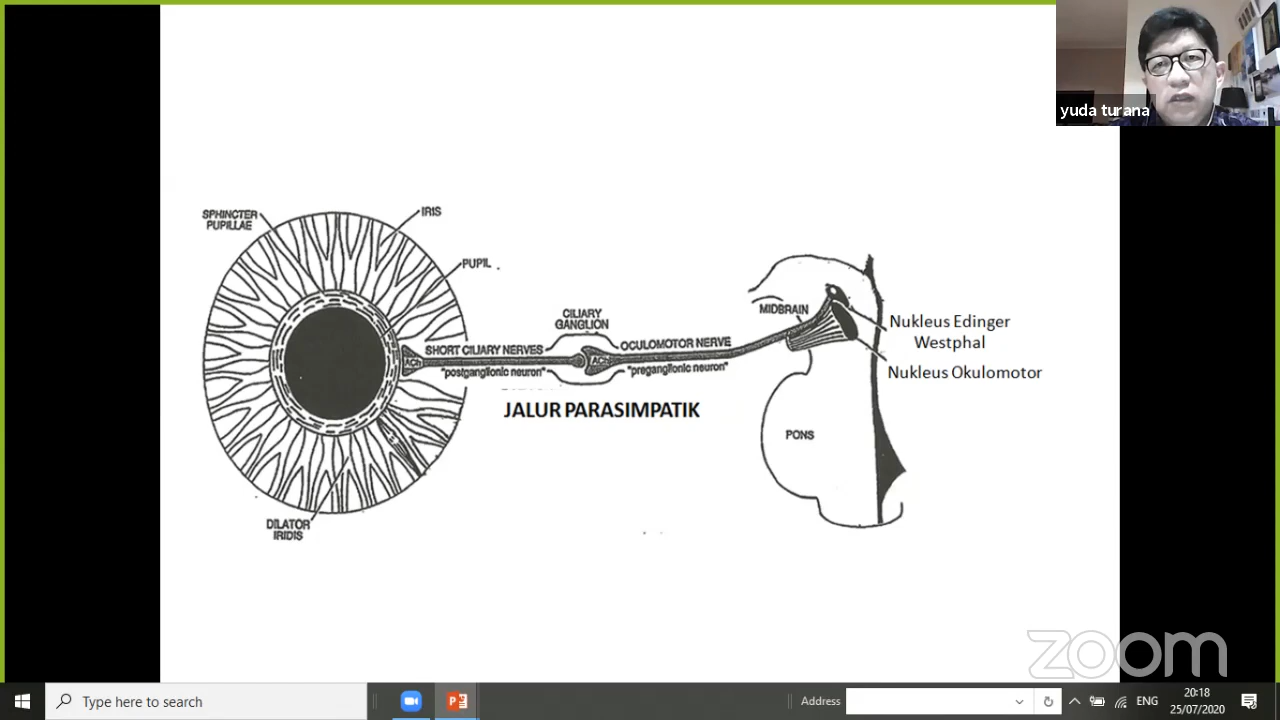 yuda turana
SPHINCTER
PUPILLAE
IRIS
PUPIL
CILIARY
GANGLION
MIDBRAIN
Nukleus Edinger
Westphal
SHORT CILIARY NERVES
OCULOMOTOR NERVE
ACh
ACh
"postganglionic neuron"
"preganglionic neuron"
Nukleus Okulomotor
JALUR PARASIMPATIK
PONS
DILATOR
IRIDIS
zoom
Type here to search
Address
ENG
20:18
25/07/2020